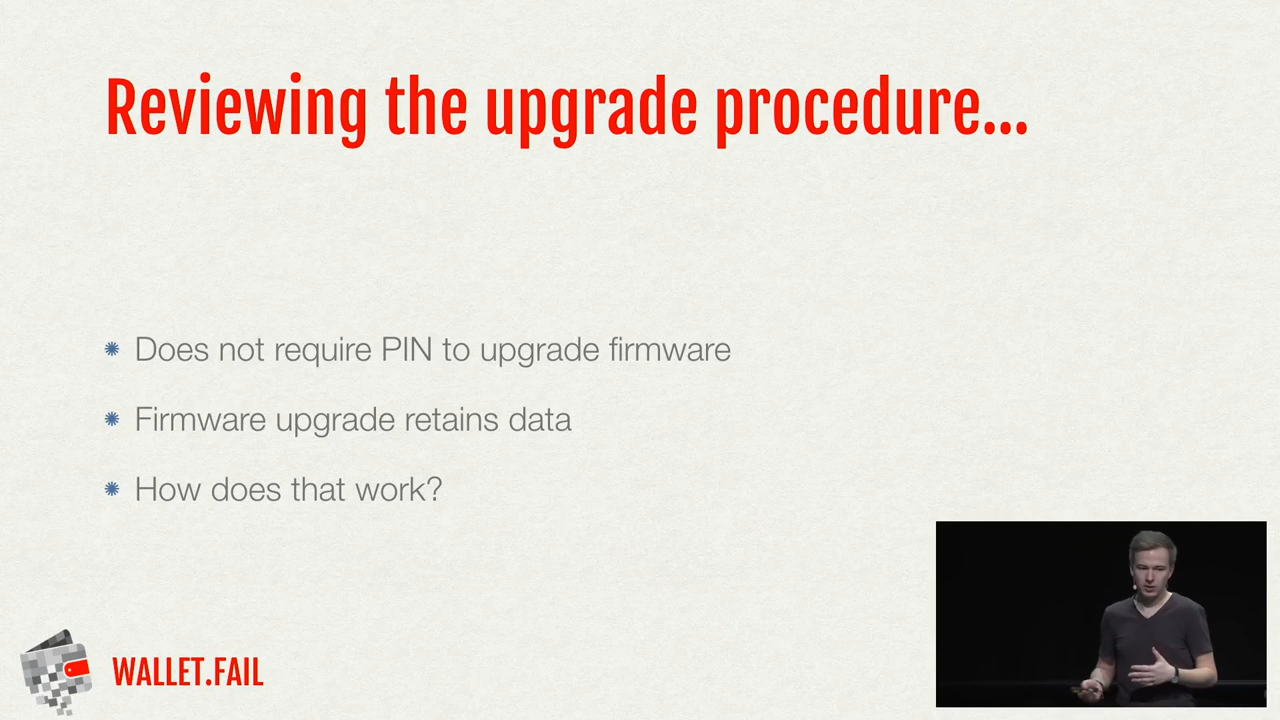 Reviewing the upgrade procedure...
Does not require PIN to upgrade firmware
Firmware upgrade retains data
How does that work?
WALLET.FAIL